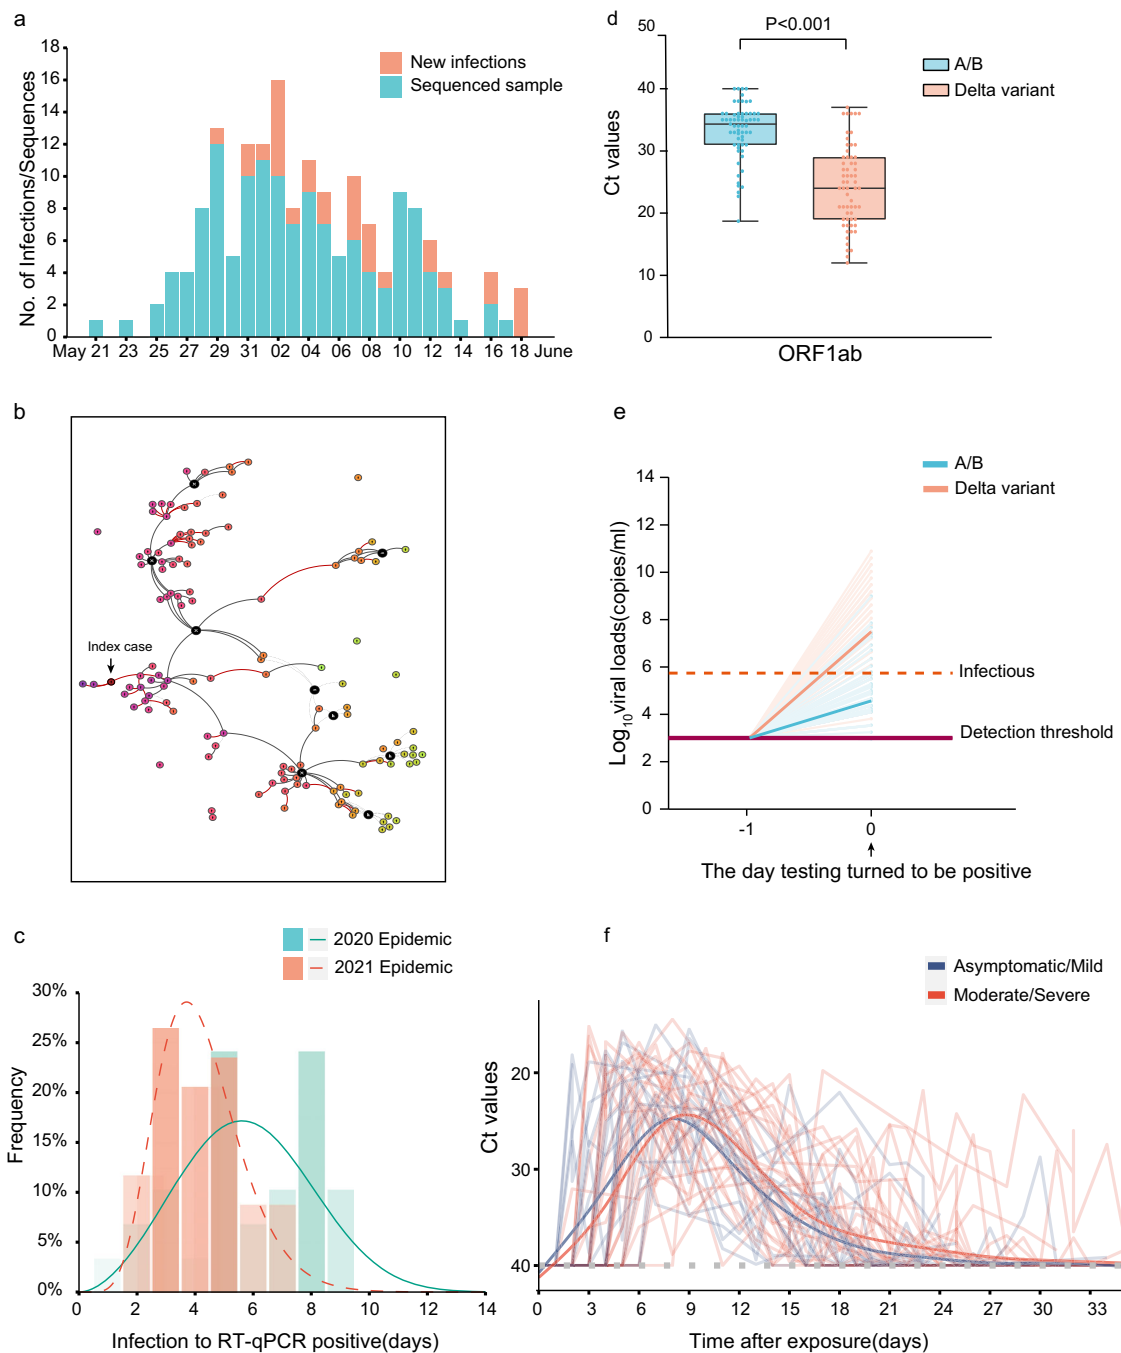 a
18
16
14
12
10
8
6
4
2
0
No. of Infections/Sequences
New infections
Sequenced sample
May 21 23 25 27 29 31 02 04 06 08 10 12 14 16 18 June
d
P<0.001
50
40
30
20
10
0
Ct values
A/B
Delta variant
ORF1ab
b
Index case
e
A/B
Delta variant
14
12
10
8
6
4
2
0
Log10viral loads(copies/ml)
Infectious
Detection threshold
-1 0
The day testing turned to be positive
c
2020 Epidemic
2021 Epidemic
30%
25%
20%
15%
10%
5%
0%
Frequency
2 4 6 8 10 12 14
Infection to RT-qPCR positive(days)
f
Asymptomatic/Mild
Moderate/Severe
20
30
40
Ct values
0 3 6 9 12 15 18 21 24 27 30 33
Time after exposure(days)